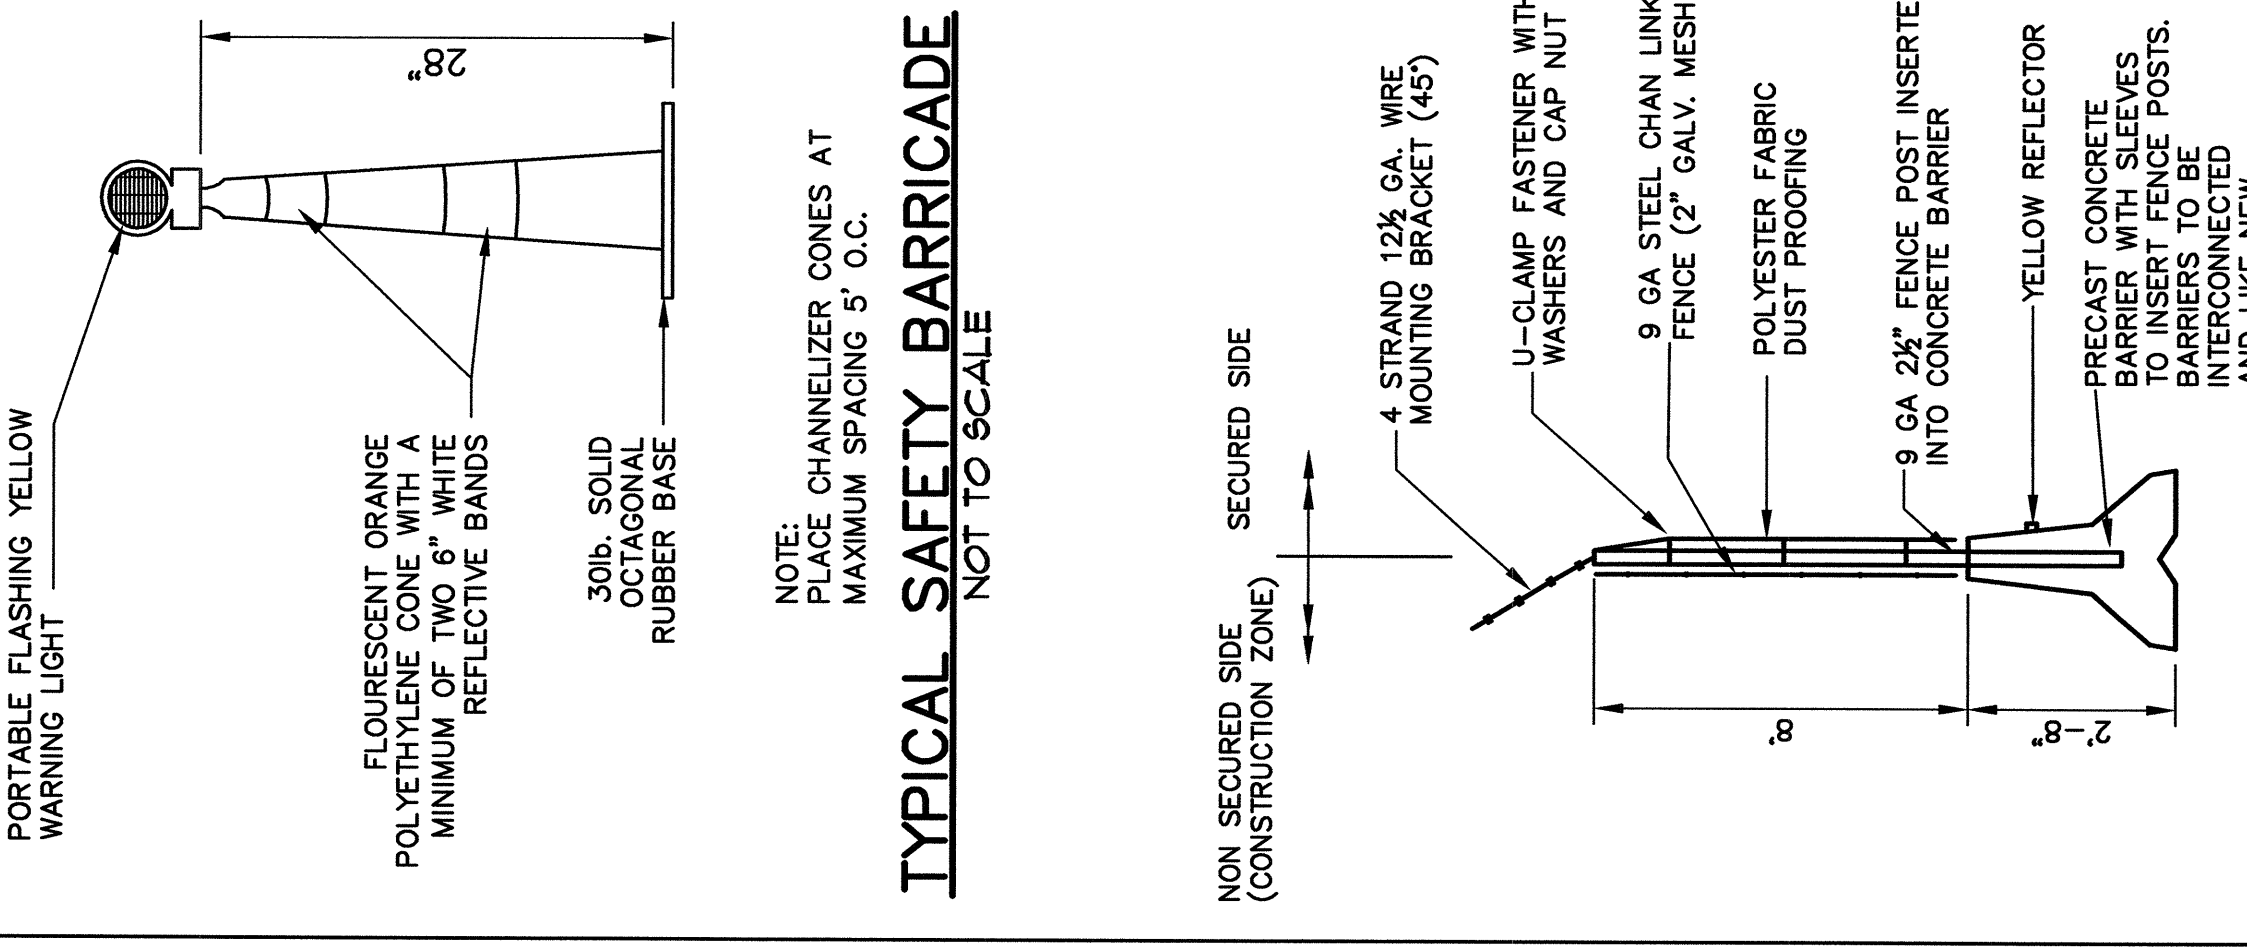 PORTABLE FLASHING YELLOW
WARNING LIGHT
28"
FLOURESCENT ORANGE
POLYETHYLENE CONE WITH A
MINIMUM OF TWO 6" WHITE
REFLECTIVE BANDS
30lb. SOLID
OCTAGONAL
RUBBER BASE
NOTE:
PLACE CHANNELIZER CONES AT
MAXIMUM SPACING 5' O.C.
TYPICAL SAFETY BARRICADE
NOT TO SCALE
NON SECURED SIDE
(CONSTRUCTION ZONE)
SECURED SIDE
4 STRAND 12½ GA. WIRE
MOUNTING BRACKET (45°)
U-CLAMP FASTENER WITH
WASHERS AND CAP NUT
9 GA STEEL CHAN LINK
FENCE (2" GALV. MESH
POLYESTER FABRIC
DUST PROOFING
9 GA 2½" FENCE POST INSERTE
INTO CONCRETE BARRIER
YELLOW REFLECTOR
PRECAST CONCRETE
BARRIER WITH SLEEVES
TO INSERT FENCE POSTS.
BARRIERS TO BE
INTERCONNECTED
AND LIKE NEW
8'
2'-8"